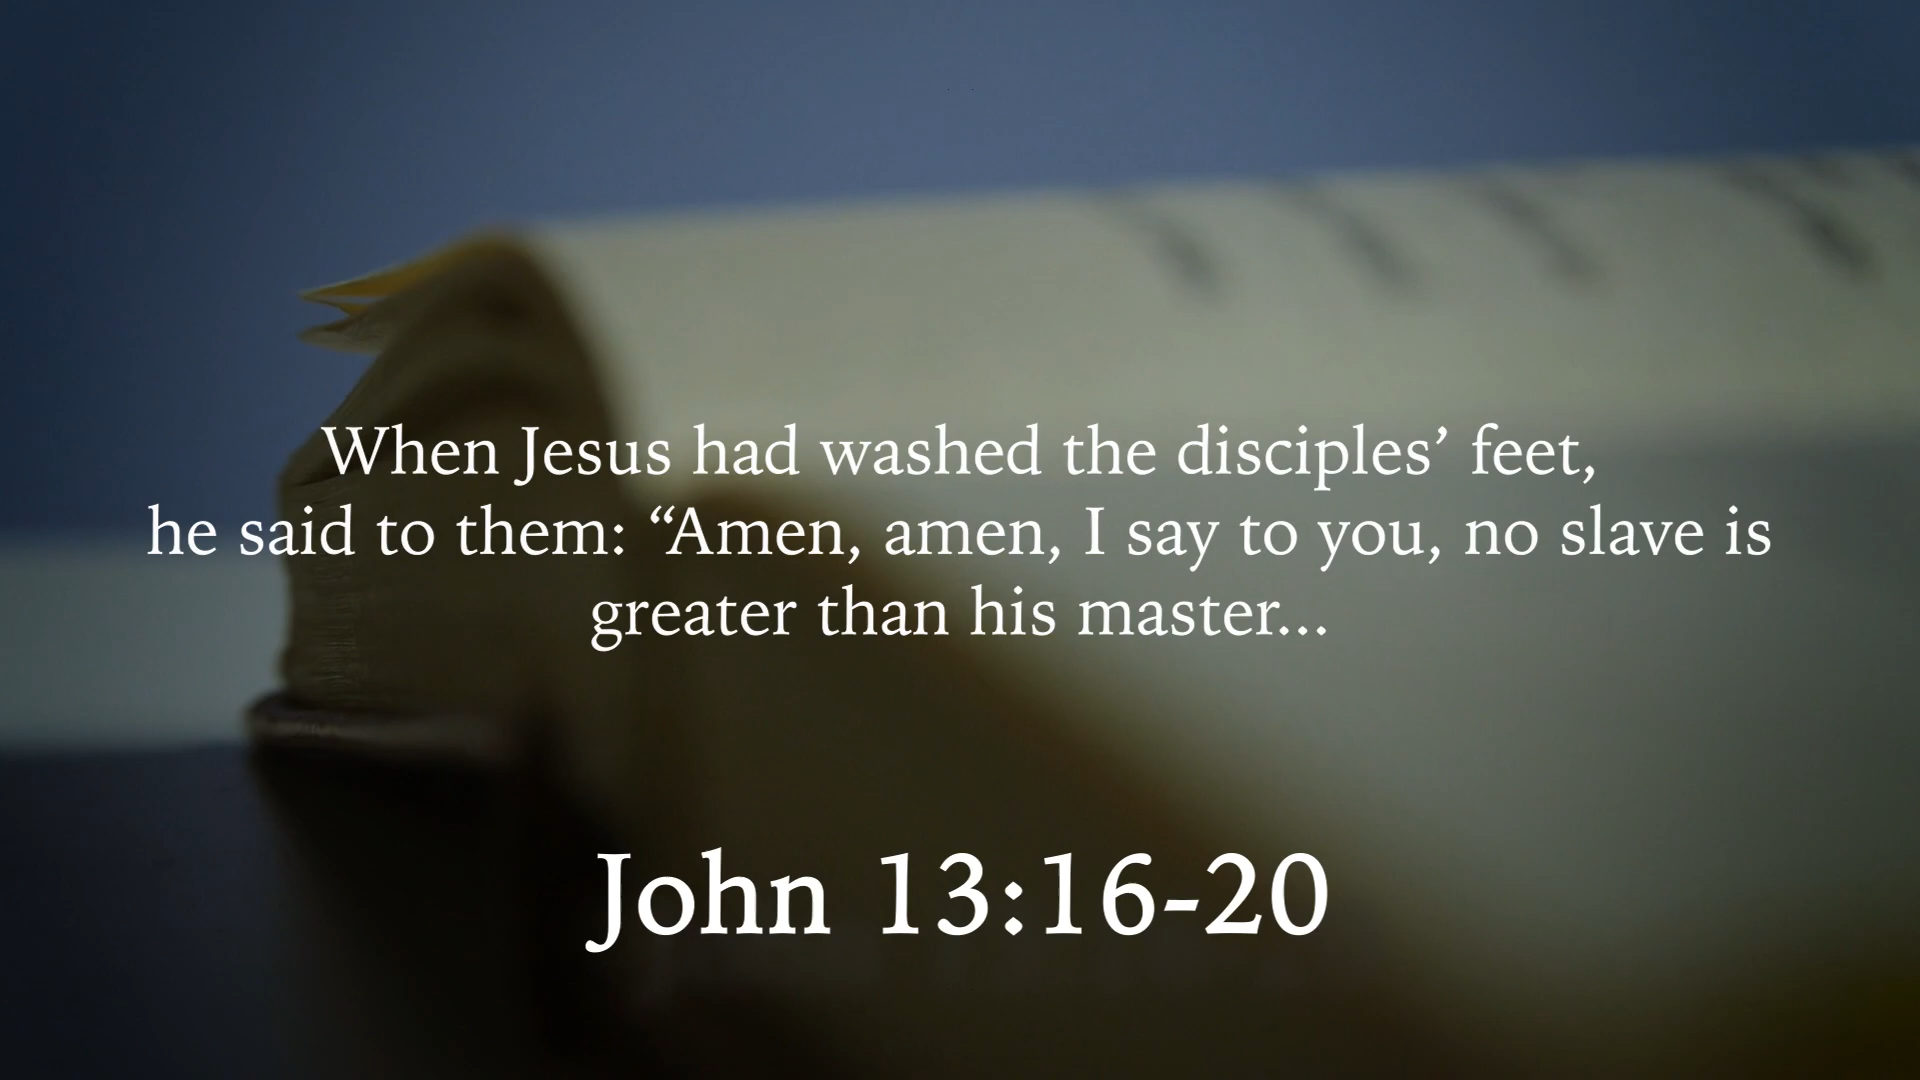 When Jesus had washed the disciples’ feet,
he said to them: “Amen, amen, I say to you, no slave is
greater than his master...
John 13:16-20